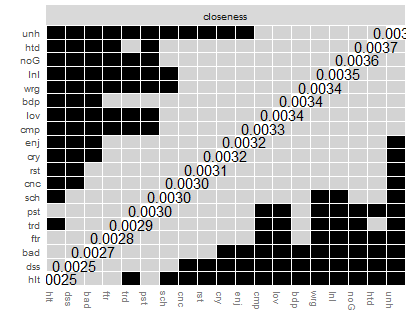 closeness
unh 0.003
htd 0.0037
noG 0.0036
lnl 0.0035
wrg 0.0034
bdp 0.0034
lov 0.0034
cmp 0.0033
enj 0.0032
cry 0.0032
rst 0.0031
cnc 0.0030
sch 0.0030
pst 0.0030
trd 0.0029
ftr 0.0028
bad 0.0027
dss 0.0025
hlt 0025
hlt dss bad ftr trd pst sch cnc rst cry enj cmp lov bdp wrg lnl noG htd unh